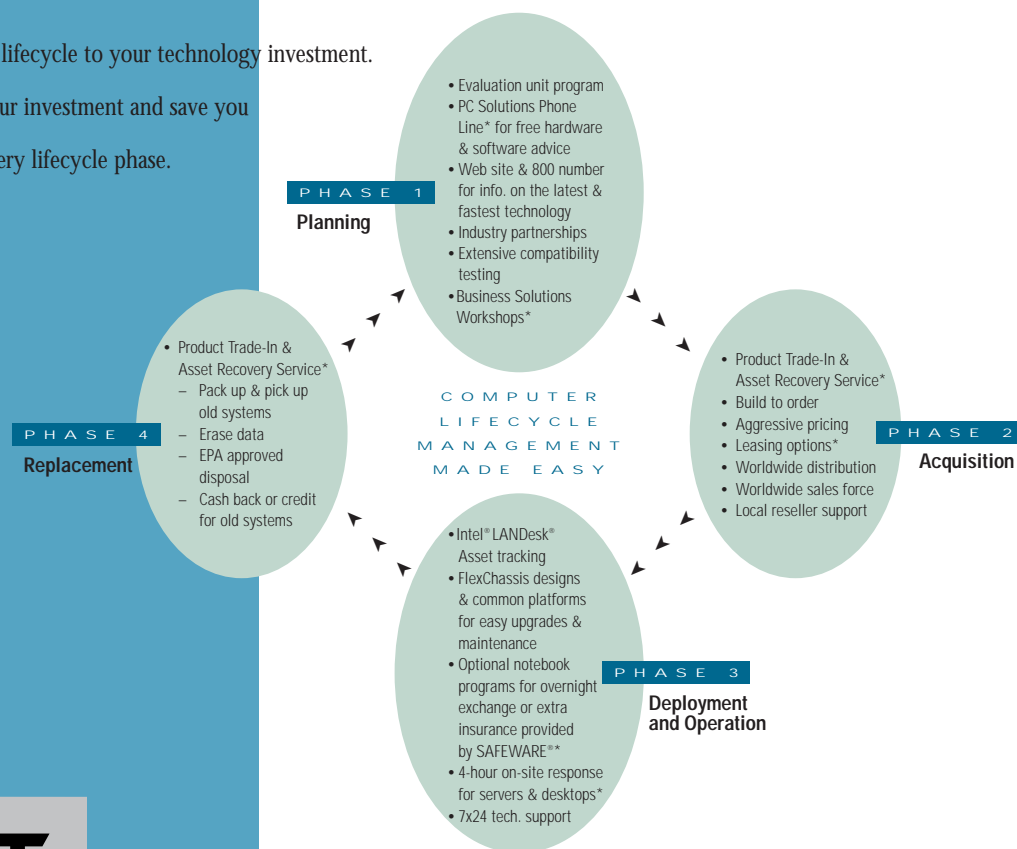 lifecycle to your technology investment.
ur investment and save you
ery lifecycle phase.
PHASE 1
Planning
• Evaluation unit program
• PC Solutions Phone
Line* for free hardware
& software advice
• Web site & 800 number
for info. on the latest &
fastest technology
• Industry partnerships
• Extensive compatibility
testing
• Business Solutions
Workshops*
PHASE 4
Replacement
• Product Trade-In &
Asset Recovery Service*
– Pack up & pick up
old systems
– Erase data
– EPA approved
disposal
– Cash back or credit
for old systems
COMPUTER
LIFECYCLE
MANAGEMENT
MADE EASY
• Product Trade-In &
Asset Recovery Service*
• Build to order
• Aggressive pricing
• Leasing options*
• Worldwide distribution
• Worldwide sales force
• Local reseller support
PHASE 2
Acquisition
• Intel® LANDesk®
Asset tracking
• FlexChassis designs
& common platforms
for easy upgrades &
maintenance
• Optional notebook
programs for overnight
exchange or extra
insurance provided
by SAFEWARE®*
• 4-hour on-site response
for servers & desktops*
• 7x24 tech. support
PHASE 3
Deployment
and Operation